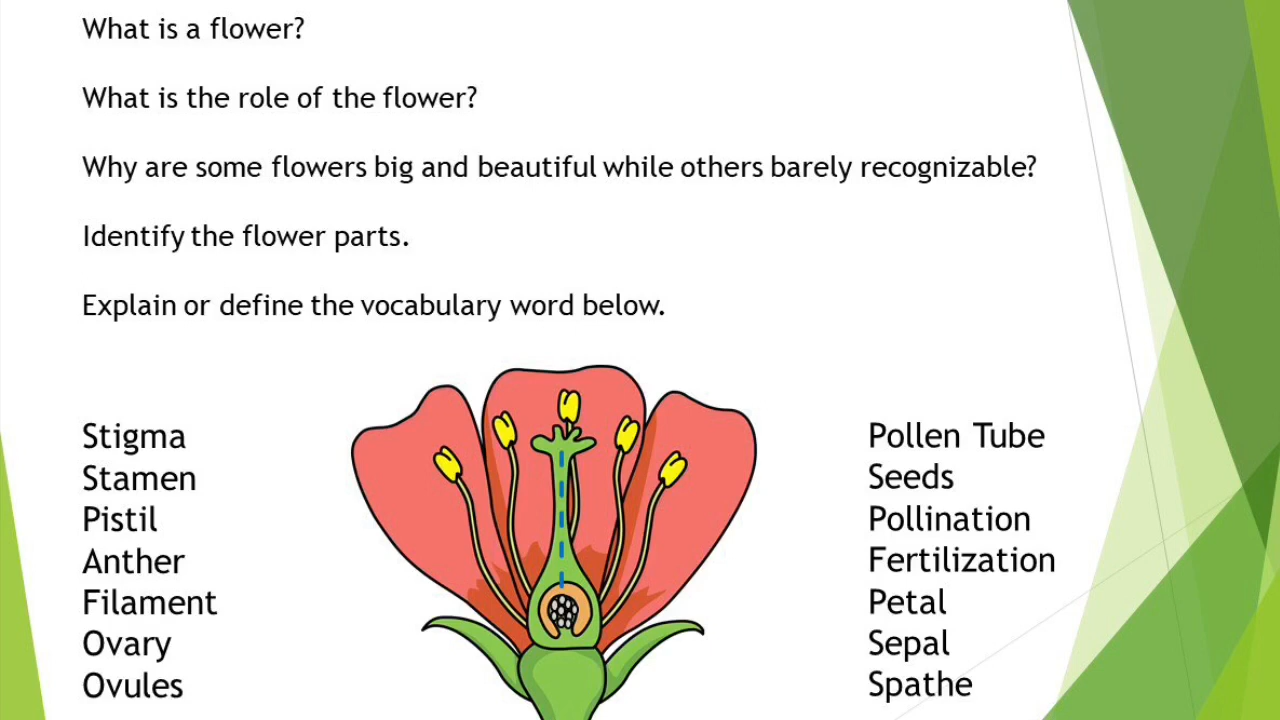 What is a flower?
What is the role of the flower?
Why are some flowers big and beautiful while others barely recognizable?
Identify the flower parts.
Explain or define the vocabulary word below.
Stigma
Stamen
Pistil
Anther
Filament
Ovary
Ovules
Pollen Tube
Seeds
Pollination
Fertilization
Petal
Sepal
Spathe